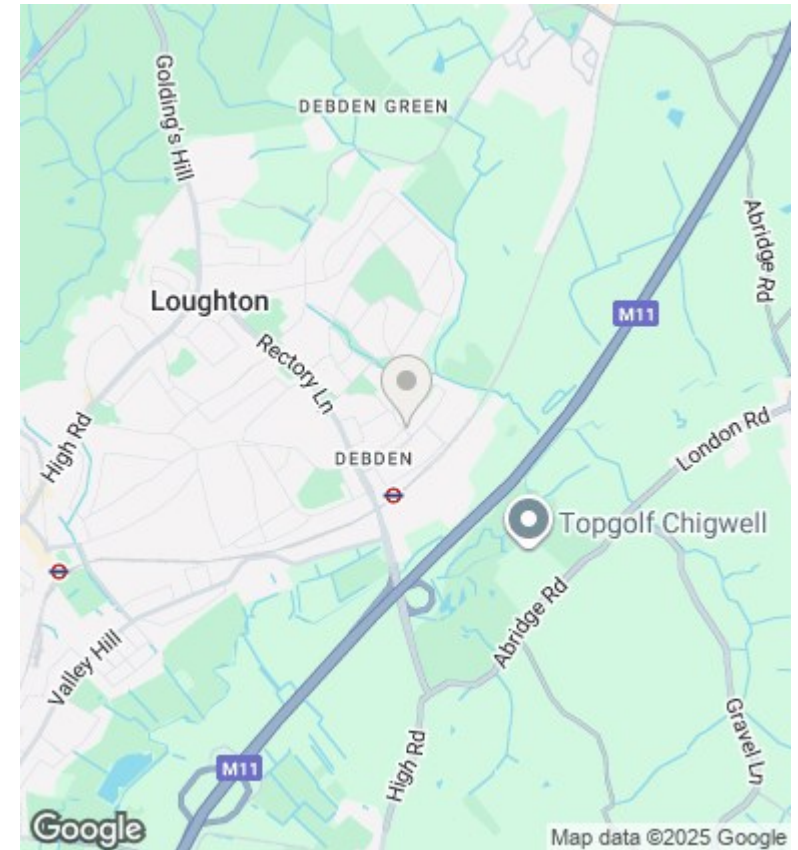 Golding's Hill
DEBDEN GREEN
Abridge Rd
Loughton
M11
Rectory Ln
High Rd
London Rd
DEBDEN
Topgolf Chigwell
Abridge Rd
Valley Hill
Gravel Ln
High Rd
M11
Google
Map data ©2025 Google